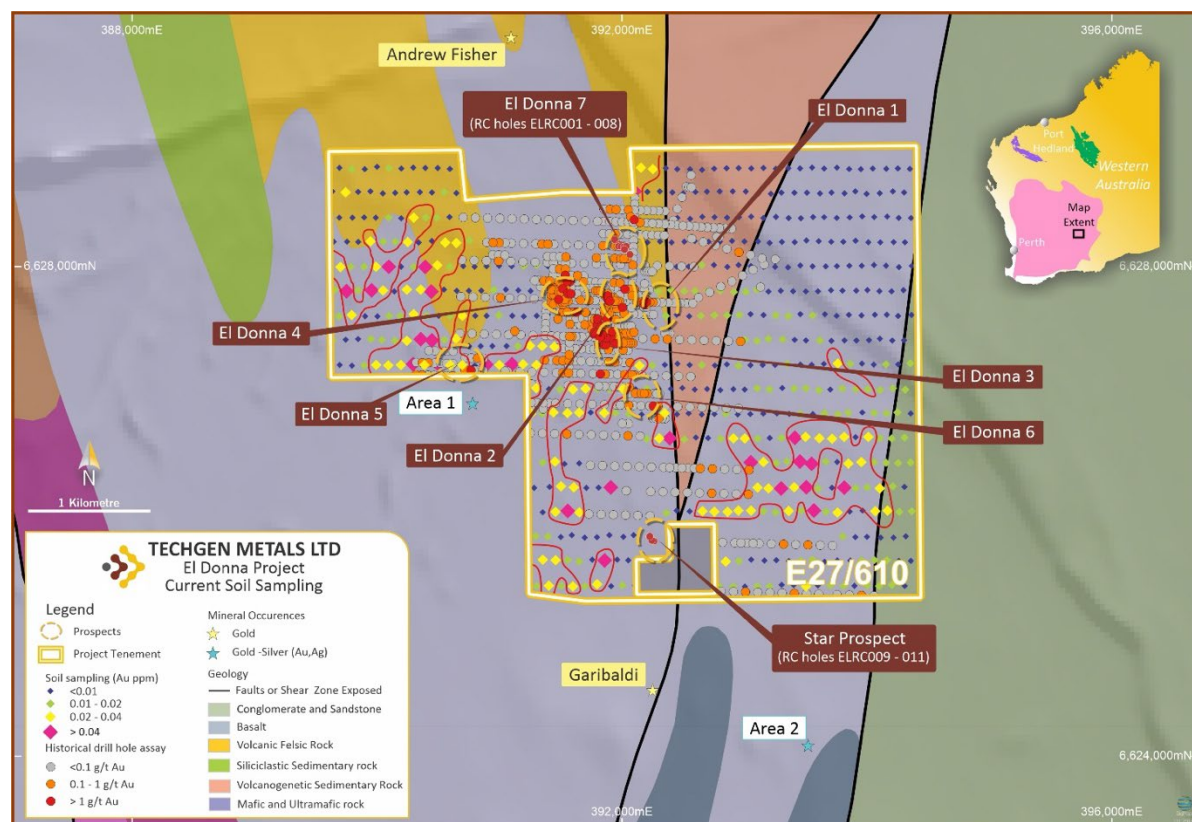 388,000mE
392,000mE
396,000mE
Andrew Fisher
El Donna 7
(RC holes ELRC001 - 008)
El Donna 1
Port
Hedland
Western
Australia
Map
Extent
Perth
6,628,000mN
6,628,000mN
El Donna 4
El Donna 3
El Donna 5
Area 1
El Donna 6
El Donna 2
N
1 Kilometre
E27/610
TECHGEN METALS LTD
El Donna Project
Current Soil Sampling
Legend
Prospects
Project Tenement
Soil sampling (Au ppm)
<0.01
0.01 - 0.02
0.02 - 0.04
> 0.04
Historical drill hole assay
<0.1 g/t Au
0.1 - 1 g/t Au
> 1 g/t Au
Mineral Occurences
Gold
Gold -Silver (Au,Ag)
Geology
Faults or Shear Zone Exposed
Conglomerate and Sandstone
Basalt
Volcanic Felsic Rock
Siliciclastic Sedimentary rock
Volcanogenetic Sedimentary Rock
Mafic and Ultramafic rock
Star Prospect
(RC holes ELRC009 - 011)
Garibaldi
Area 2
6,624,000mN
392,000mE
396,000mE